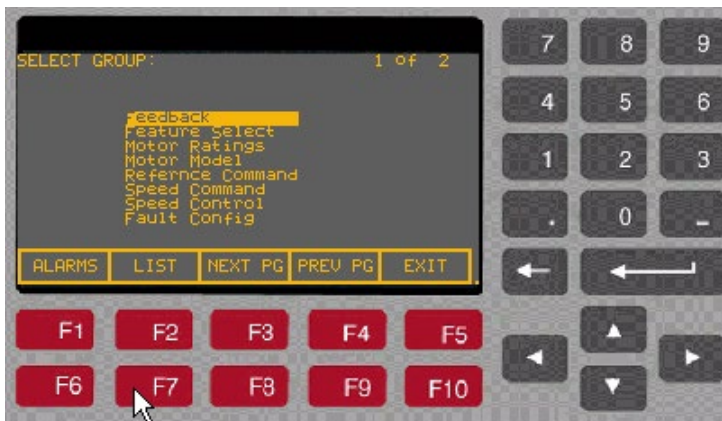 SELECT GROUP: 1 of 2
Feedback
Feature Select
Motor Ratings
Motor Model
Refernce Command
Speed Command
Speed Control
Fault Config
ALARMS LIST NEXT PG PREV PG EXIT
F1 F2 F3 F4 F5
F6 F7 F8 F9 F10
7 8 9
4 5 6
1 2 3
. 0 -